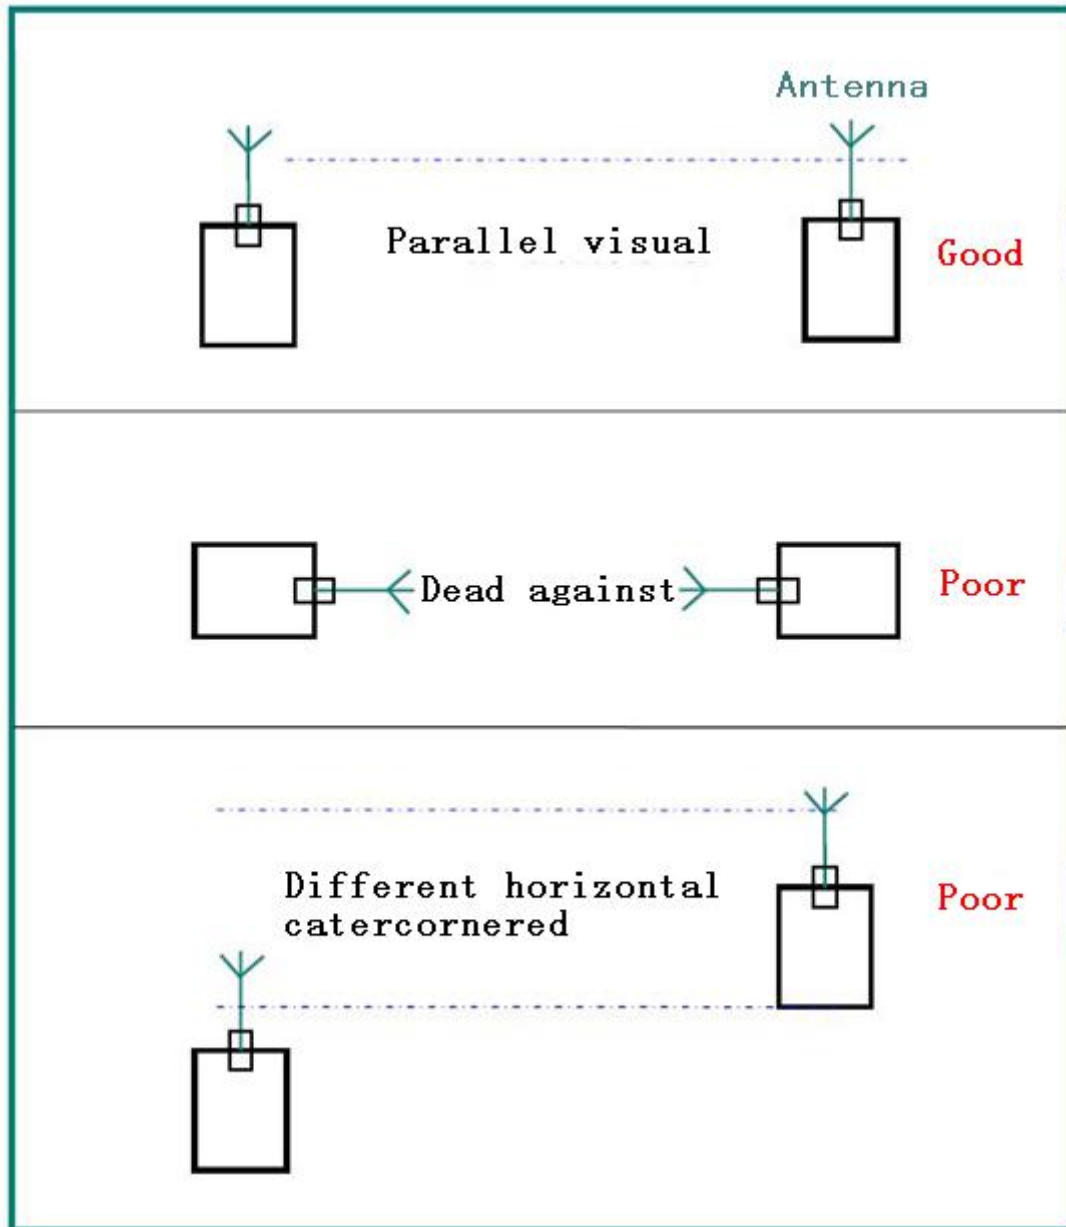 Antenna
Parallel visual
Good
Dead against
Poor
Different horizontal
catercornered
Poor